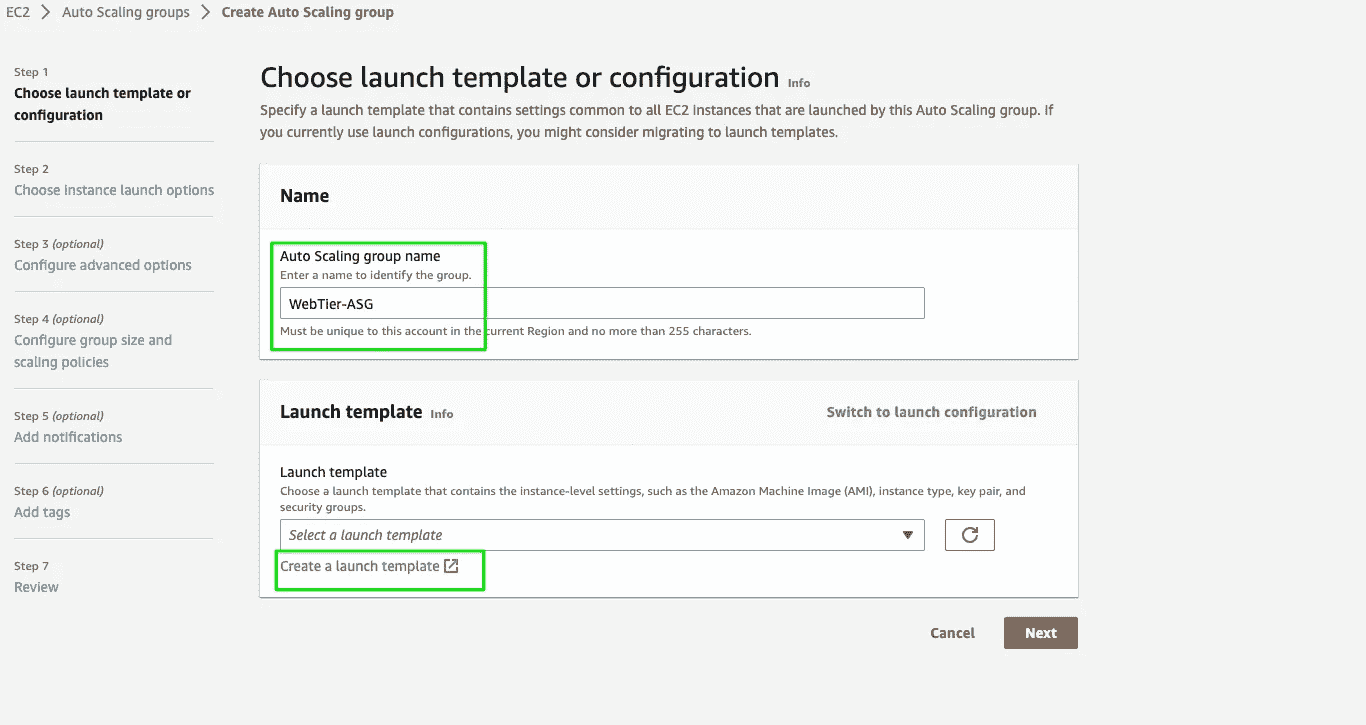 EC2 > Auto Scaling groups > Create Auto Scaling group
Step 1
Choose launch template or
configuration
Step 2
Choose instance launch options
Step 3 (optional)
Configure advanced options
Step 4 (optional)
Configure group size and
scaling policies
Step 5 (optional)
Add notifications
Step 6 (optional)
Add tags
Step 7
Review
Choose launch template or configuration Info
Specify a launch template that contains settings common to all EC2 instances that are launched by this Auto Scaling group. If
you currently use launch configurations, you might consider migrating to launch templates.
Name
Auto Scaling group name
Enter a name to identify the group.
WebTier-ASG
Must be unique to this account in the current Region and no more than 255 characters.
Launch template Info
Switch to launch configuration
Launch template
Choose a launch template that contains the instance-level settings, such as the Amazon Machine Image (AMI), instance type, key pair, and
security groups.
Select a launch template
Create a launch template
Cancel
Next